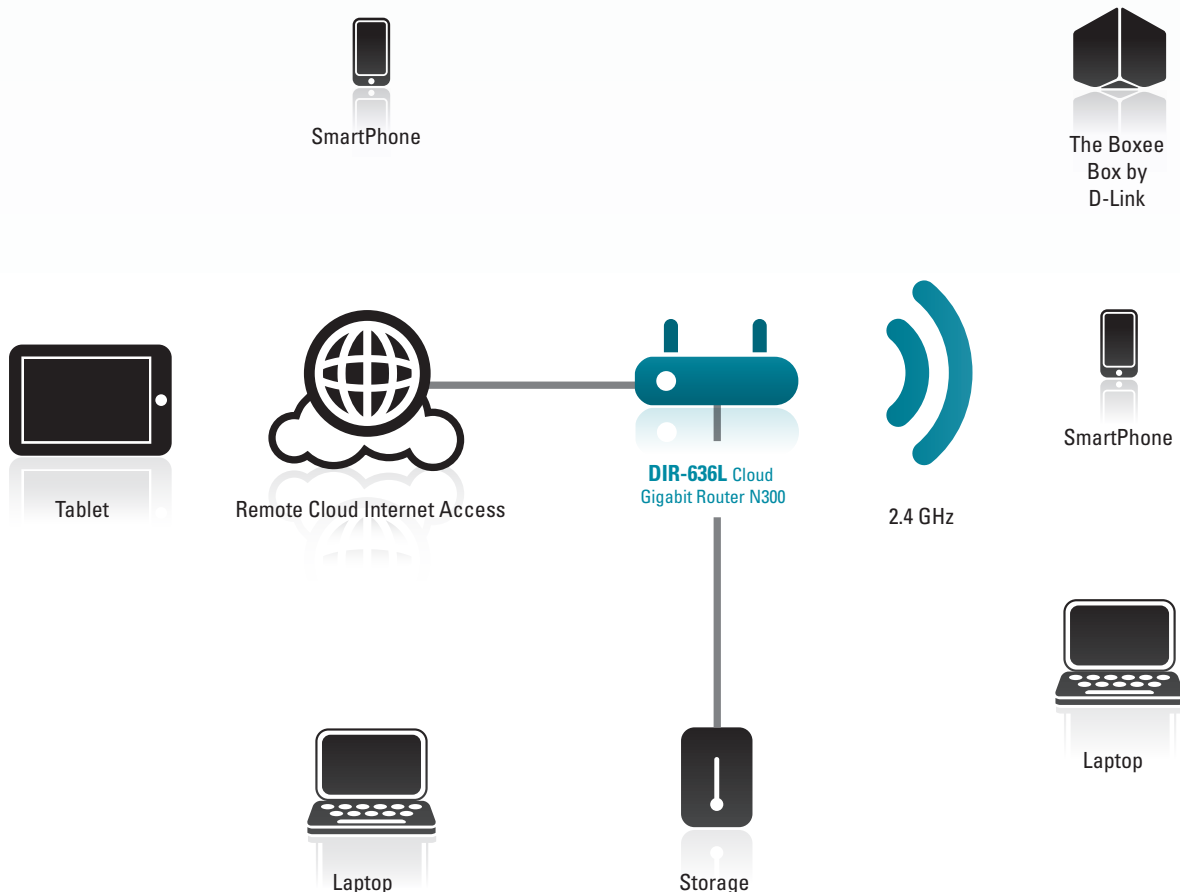 SmartPhone
The Boxee
Box by
D-Link
Tablet
Remote Cloud Internet Access
DIR-636L Cloud
Gigabit Router N300
2.4 GHz
SmartPhone
Laptop
Laptop
Storage